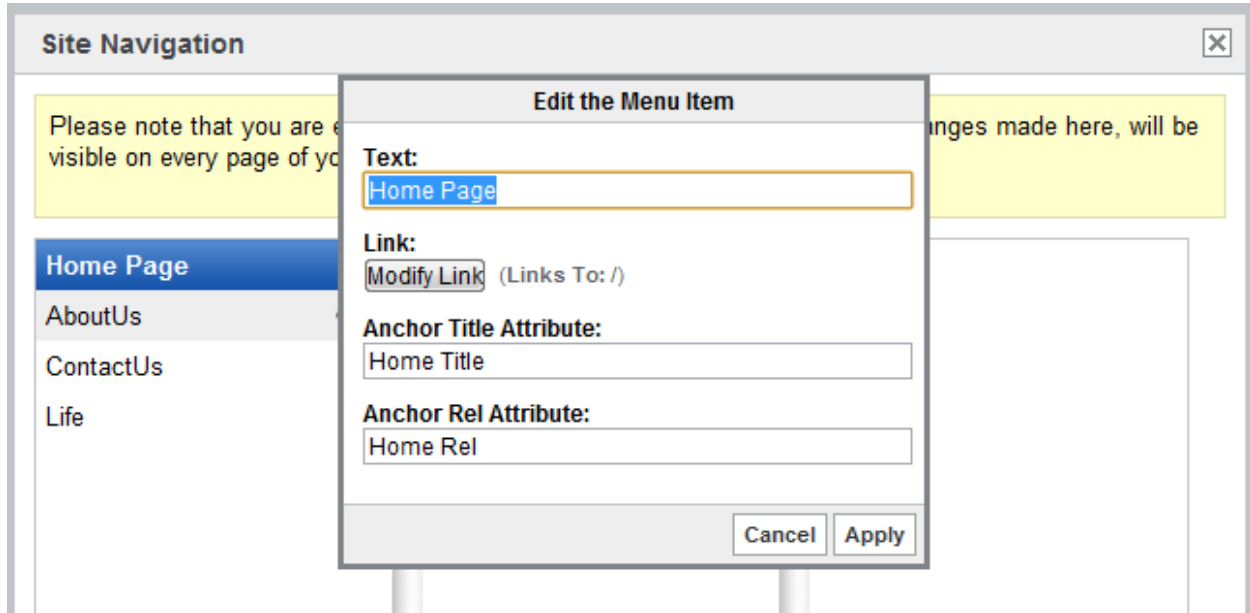 Site Navigation
Edit the Menu Item
Please note that you are
made here, will be
visible on every page of
Text:
Home Page
Link:
Modify Link (Links To: /)
Anchor Title Attribute:
Home Title
Anchor Rel Attribute:
Home Rel
Cancel Apply
Home Page
AboutUs
ContactUs
Life